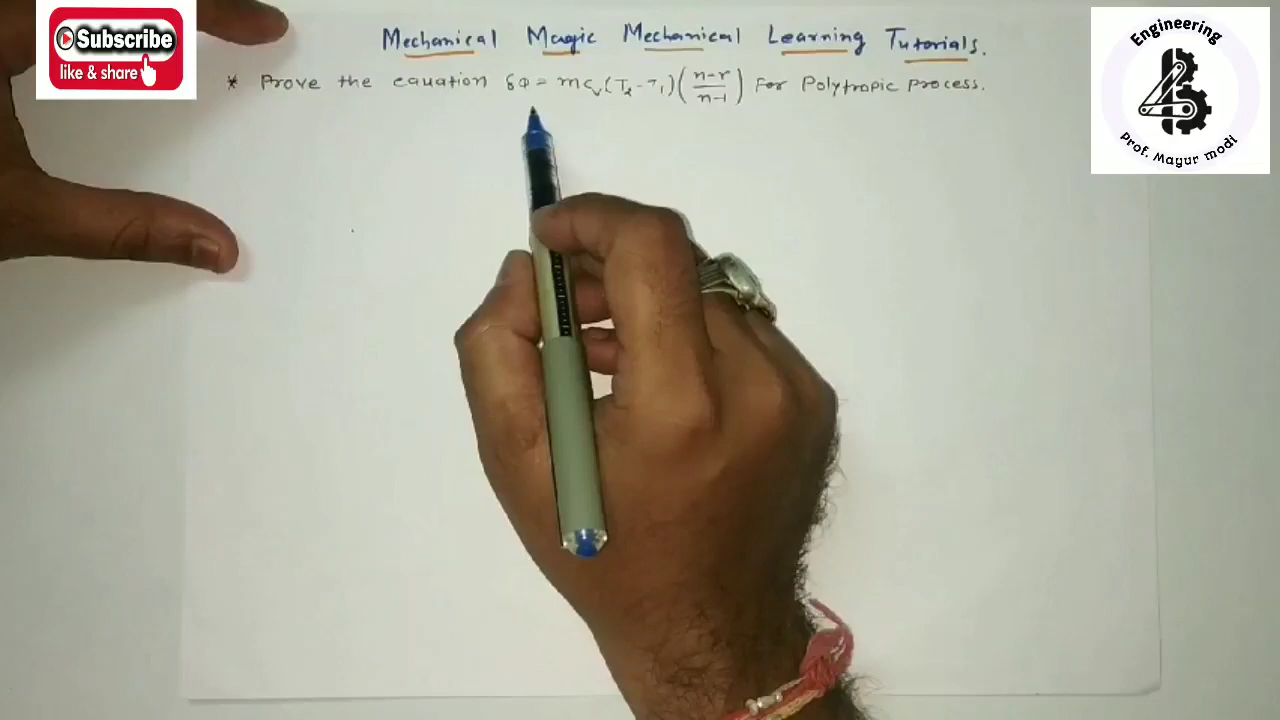 Subscribe
like & share
Mechanical Magic Mechanical Learning Tutorials.
* Prove the equation δQ = mCv(T2-T1)(n-r/n-1) For Polytropic process.
Engineering
Prof. Mayur modi